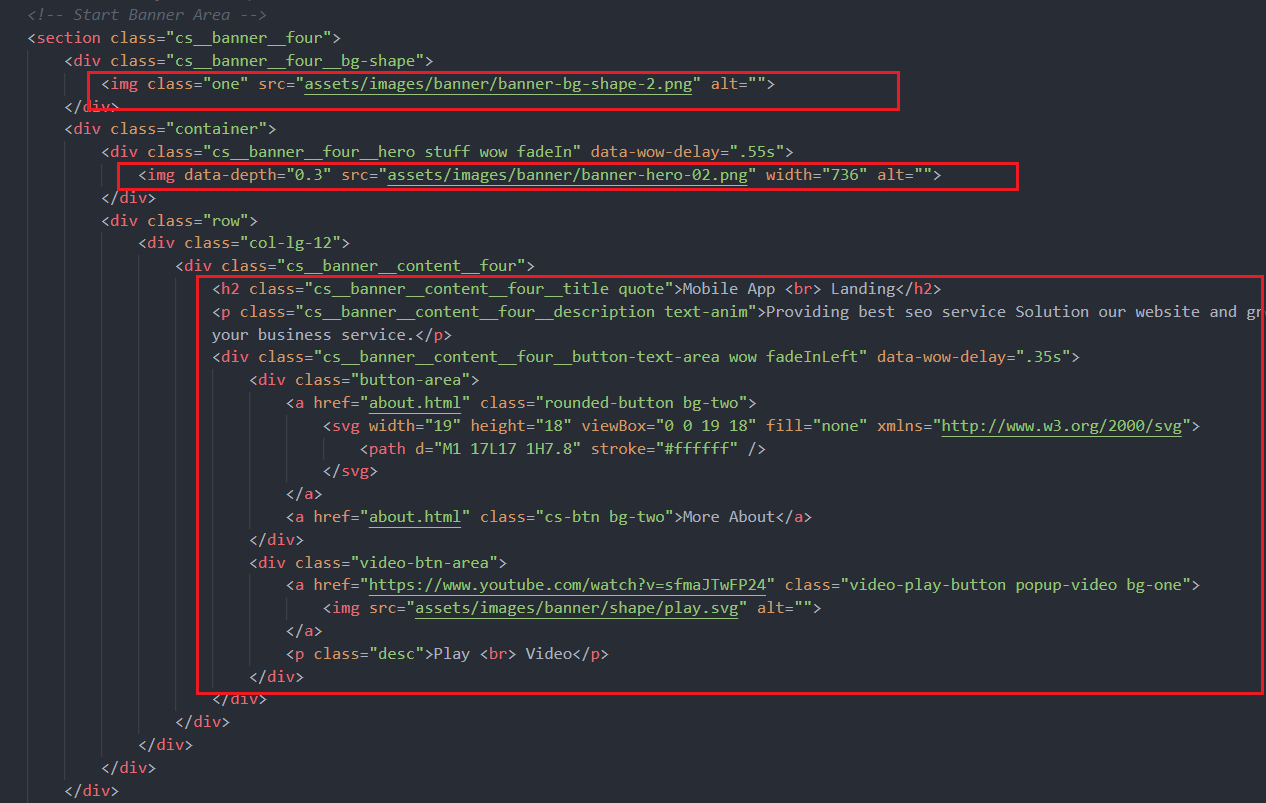 <!-- Start Banner Area -->
<section class="cs__banner__four">
<div class="cs__banner__four__bg-shape">
<img class="one" src="assets/images/banner/banner-bg-shape-2.png" alt="">
</div>
<div class="container">
<div class="cs__banner__four__hero stuff wow fadeIn" data-wow-delay=".55s">
<img data-depth="0.3" src="assets/images/banner/banner-hero-02.png" width="736" alt="">
</div>
<div class="row">
<div class="col-lg-12">
<div class="cs__banner__content__four">
<h2 class="cs__banner__content__four__title quote">Mobile App <br> Landing</h2>
<p class="cs__banner__content__four__description text-anim">Providing best seo service Solution our website and gr
your business service.</p>
<div class="cs__banner__content__four__button-text-area wow fadeInLeft" data-wow-delay=".35s">
<div class="button-area">
<a href="about.html" class="rounded-button bg-two">
<svg width="19" height="18" viewBox="0 0 19 18" fill="none" xmlns="http://www.w3.org/2000/svg">
<path d="M1 17L17 1H7.8" stroke="#ffffff" />
</svg>
</a>
<a href="about.html" class="cs-btn bg-two">More About</a>
</div>
<div class="video-btn-area">
<a href="https://www.youtube.com/watch?v=sfmaJTwFP24" class="video-play-button popup-video bg-one">
<img src="assets/images/banner/shape/play.svg" alt="">
</a>
<p class="desc">Play <br> Video</p>
</div>
</div>
</div>
</div>
</div>
</div>